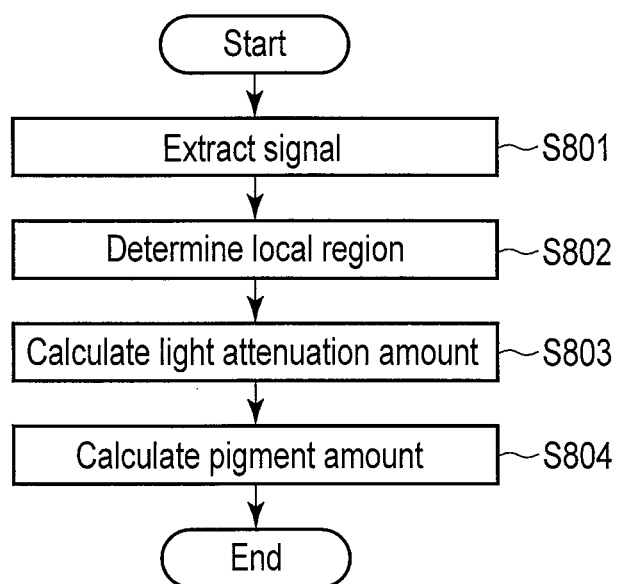 Start
Extract signal S801
Determine local region S802
Calculate light attenuation amount S803
Calculate pigment amount S804
End